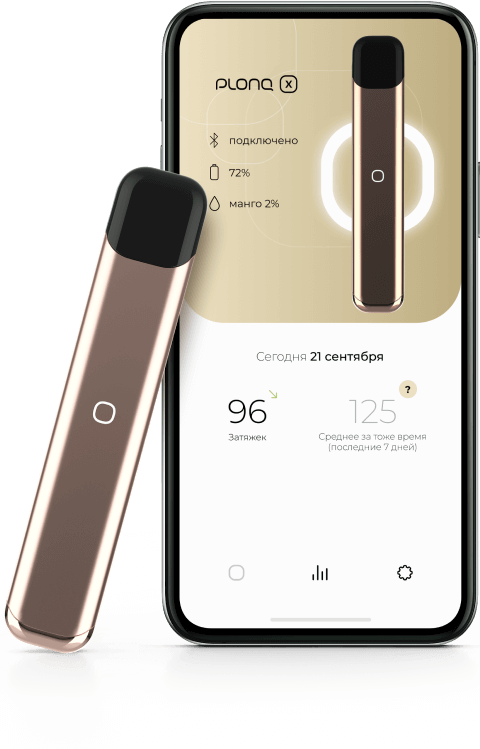 PLONQ X
подключено
72%
манго 2%
Сегодня 21 сентября
?
96
125
Затяжек
Среднее за тоже время
(последние 7 дней)